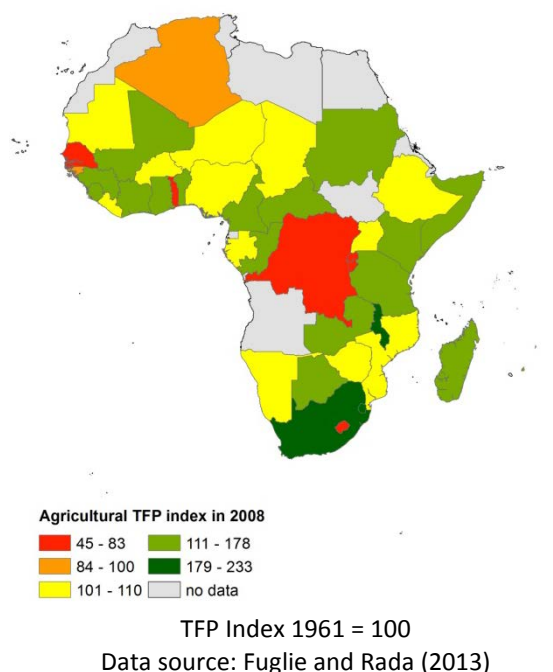 Agricultural TFP index in 2008
45 - 83
111 - 178
84 - 100
179 - 233
101 - 110
no data
TFP Index 1961 = 100
Data source: Fuglie and Rada (2013)